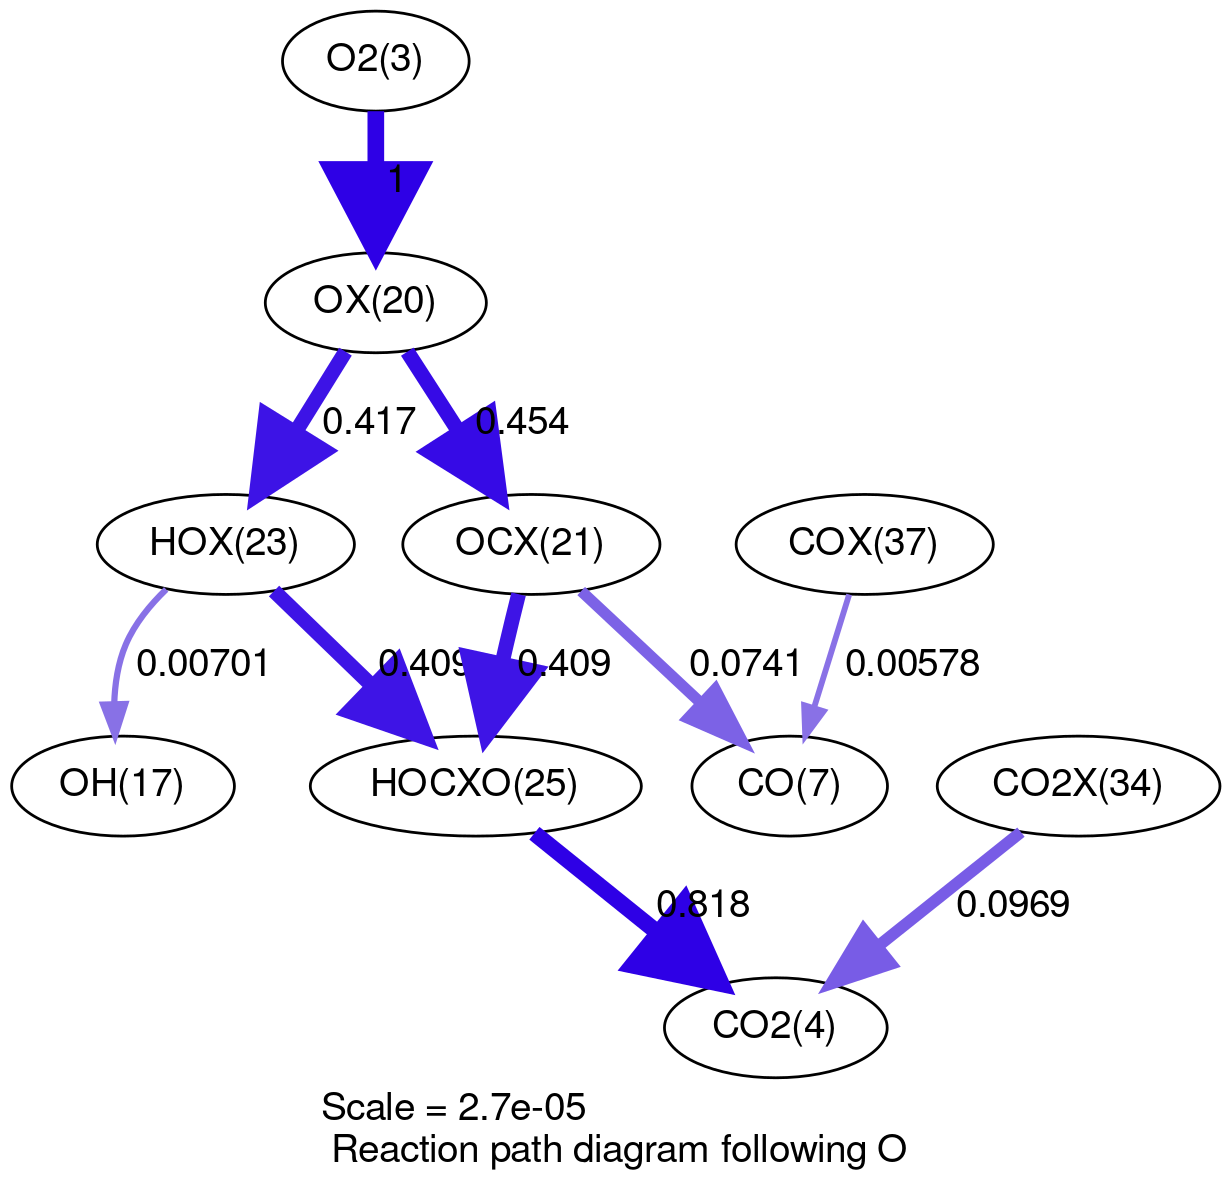 O2(3)
1
OX(20)
0.417
0.454
HOX(23)
OCX(21)
COX(37)
0.00701
0.409
0.409
0.0741
0.00578
OH(17)
HOCXO(25)
CO(7)
CO2X(34)
0.818
0.0969
CO2(4)
Scale = 2.7e-05
Reaction path diagram following O